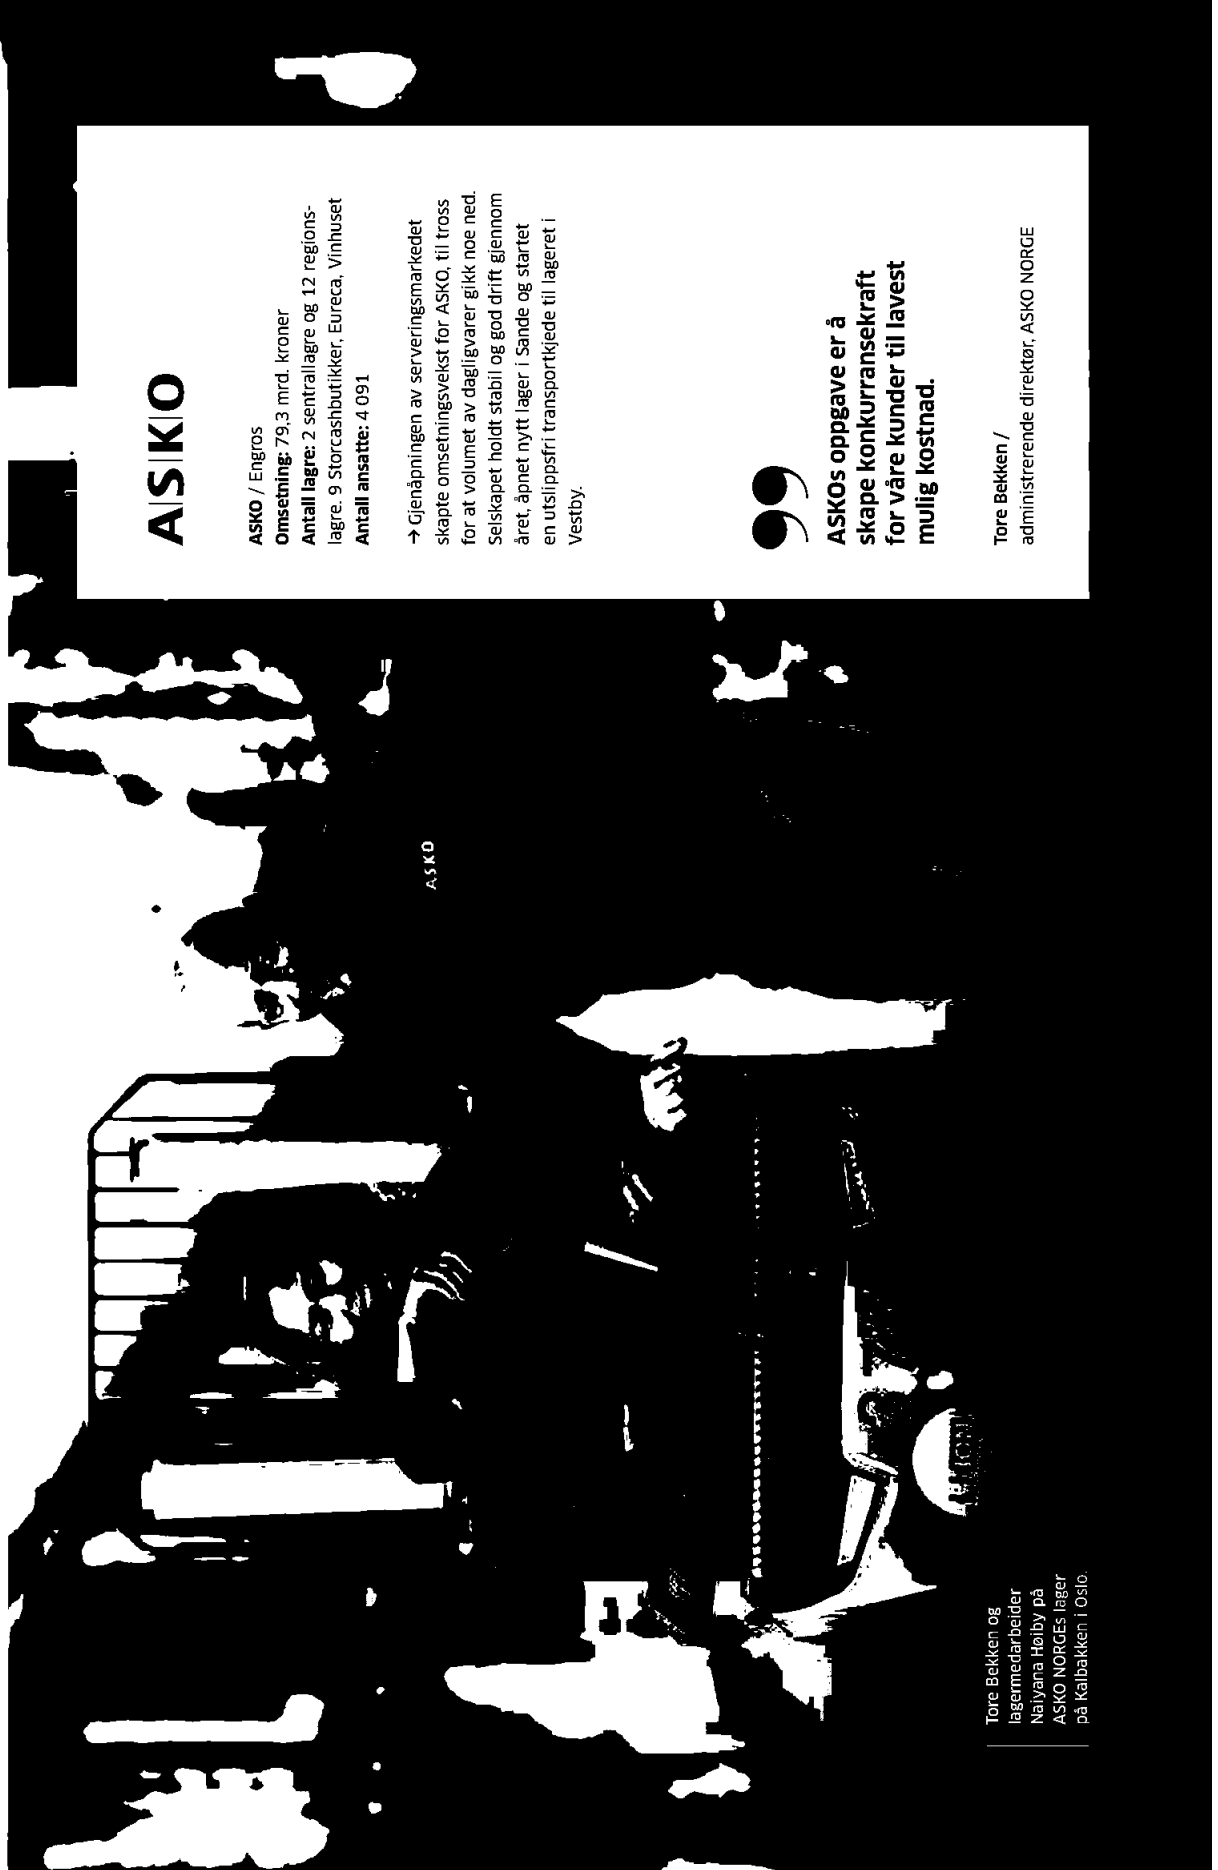 A|S|K|O
ASKO / Engros
Omsetning: 79,3 mrd. kroner
Antall lagre: 2 sentrallagre og 12 regions-
lagre. 9 Storcashbutikker, Eureca, Vinhuset
Antall ansatte: 4 091
→ Gjenåpningen av serveringsmarkedet
skapte omsetningsvekst for ASKO, til tross
for at volumet av dagligvarer gikk noe ned.
Selskapet holdt stabil og god drift gjennom
året, åpnet nytt lager i Sande og startet
en utslippsfri transportkjede til lageret i
Vestby.
ASKOs oppgave er å
skape konkurransekraft
for våre kunder til lavest
mulig kostnad.
Tore Bekken /
administrerende direktør, ASKO NORGE
ASKO
Tore Bekken og
lagermedarbeider
Naiyana Høiby på
ASKO NORGEs lager
på Kalbakken i Oslo.